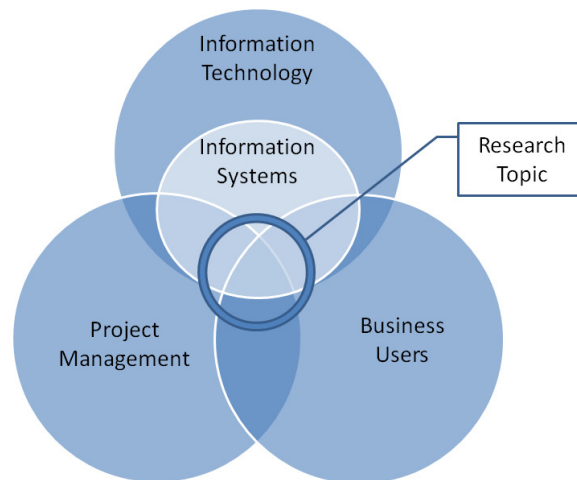 Information
Technology
Information
Systems
Research
Topic
Project
Management
Business
Users